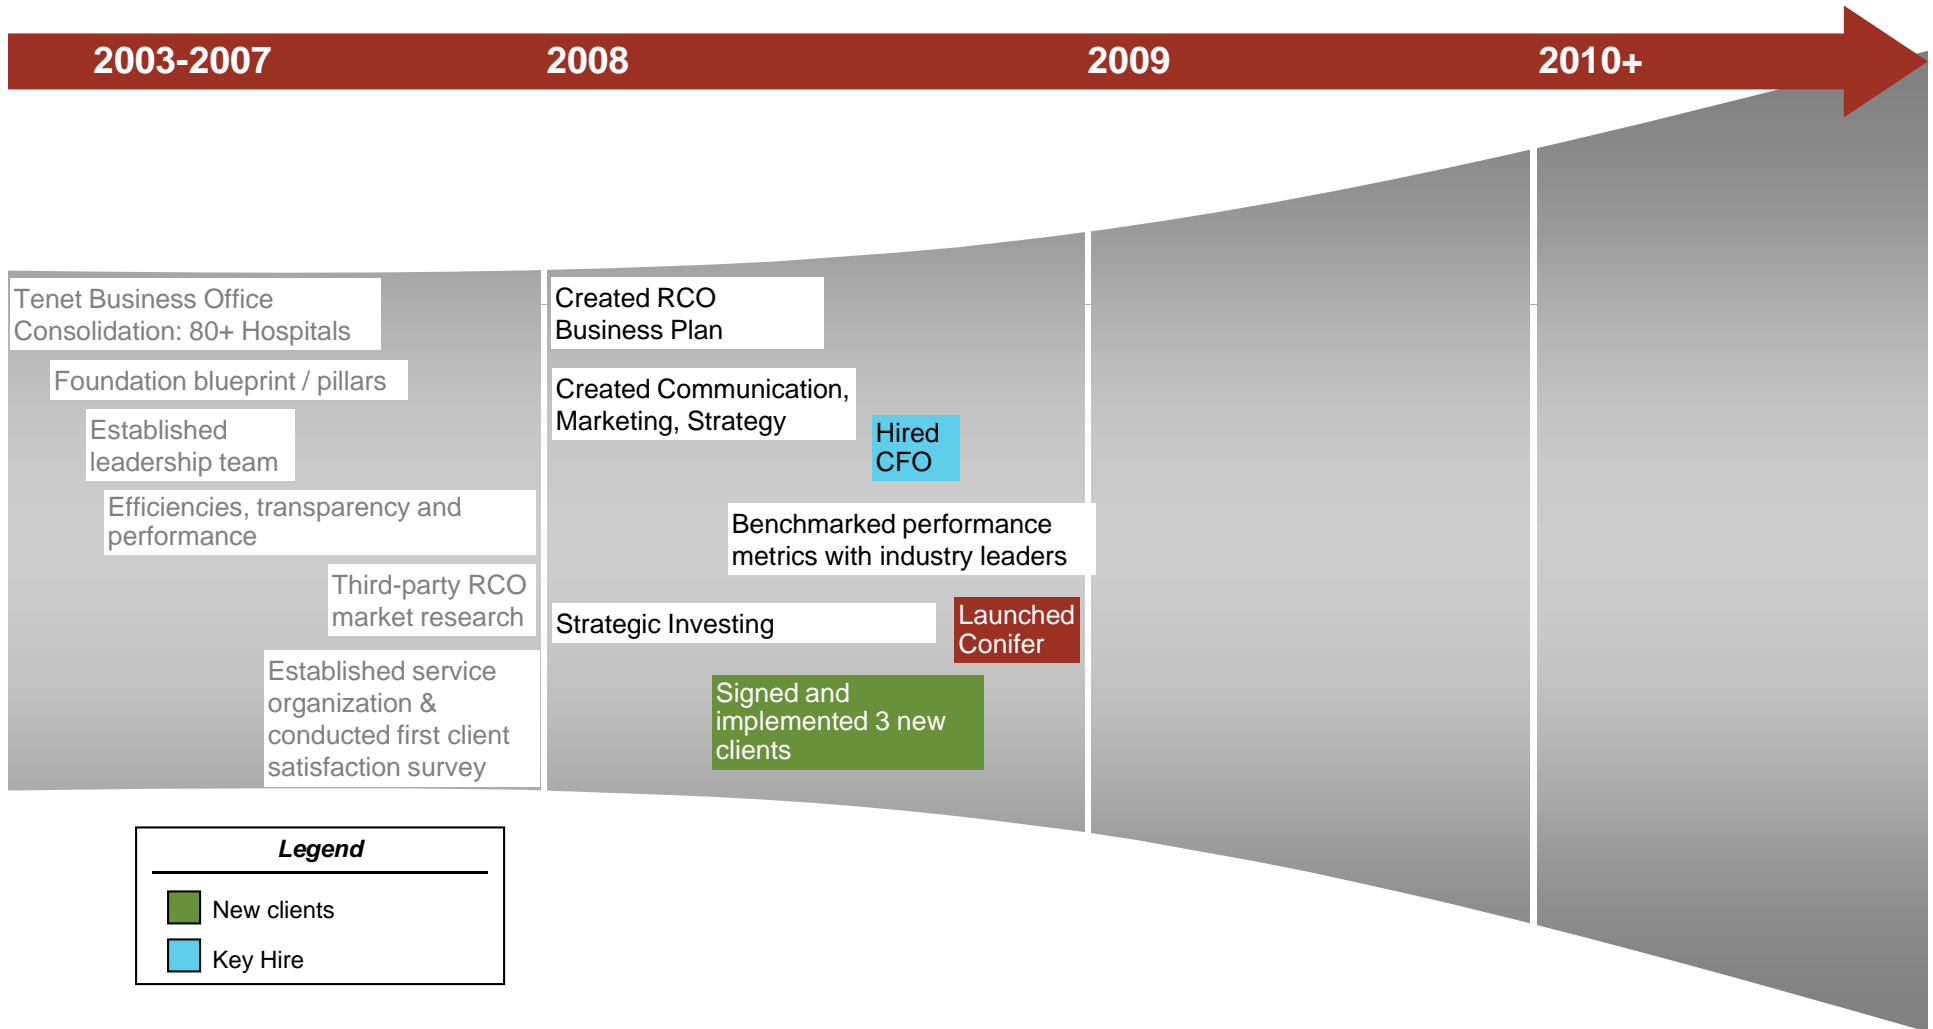 2003-2007
2008
2009
2010+
Tenet Business Office
Consolidation: 80+ Hospitals
Foundation blueprint / pillars
Established
leadership team
Efficiencies, transparency and
performance
Third-party RCO
market research
Established service
organization &
conducted first client
satisfaction survey
Created RCO
Business Plan
Created Communication,
Marketing, Strategy
Hired
CFO
Benchmarked performance
metrics with industry leaders
Strategic Investing
Launched
Conifer
Signed and
implemented 3 new
clients
Legend
New clients
Key Hire